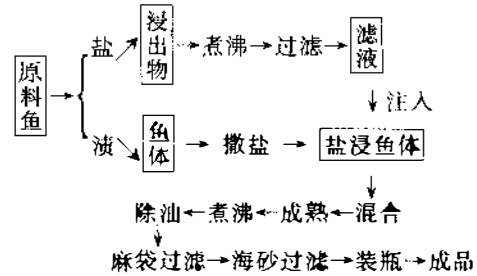 原料鱼
盐 → 浸出物 → 煮沸 → 过滤 → 滤液
↓ 注入
渍 → 鱼体 → 撒盐 → 盐浸鱼体
除油 ← 煮沸 ← 成熟 ← 混合
麻袋过滤 → 海砂过滤 → 装瓶 → 成品